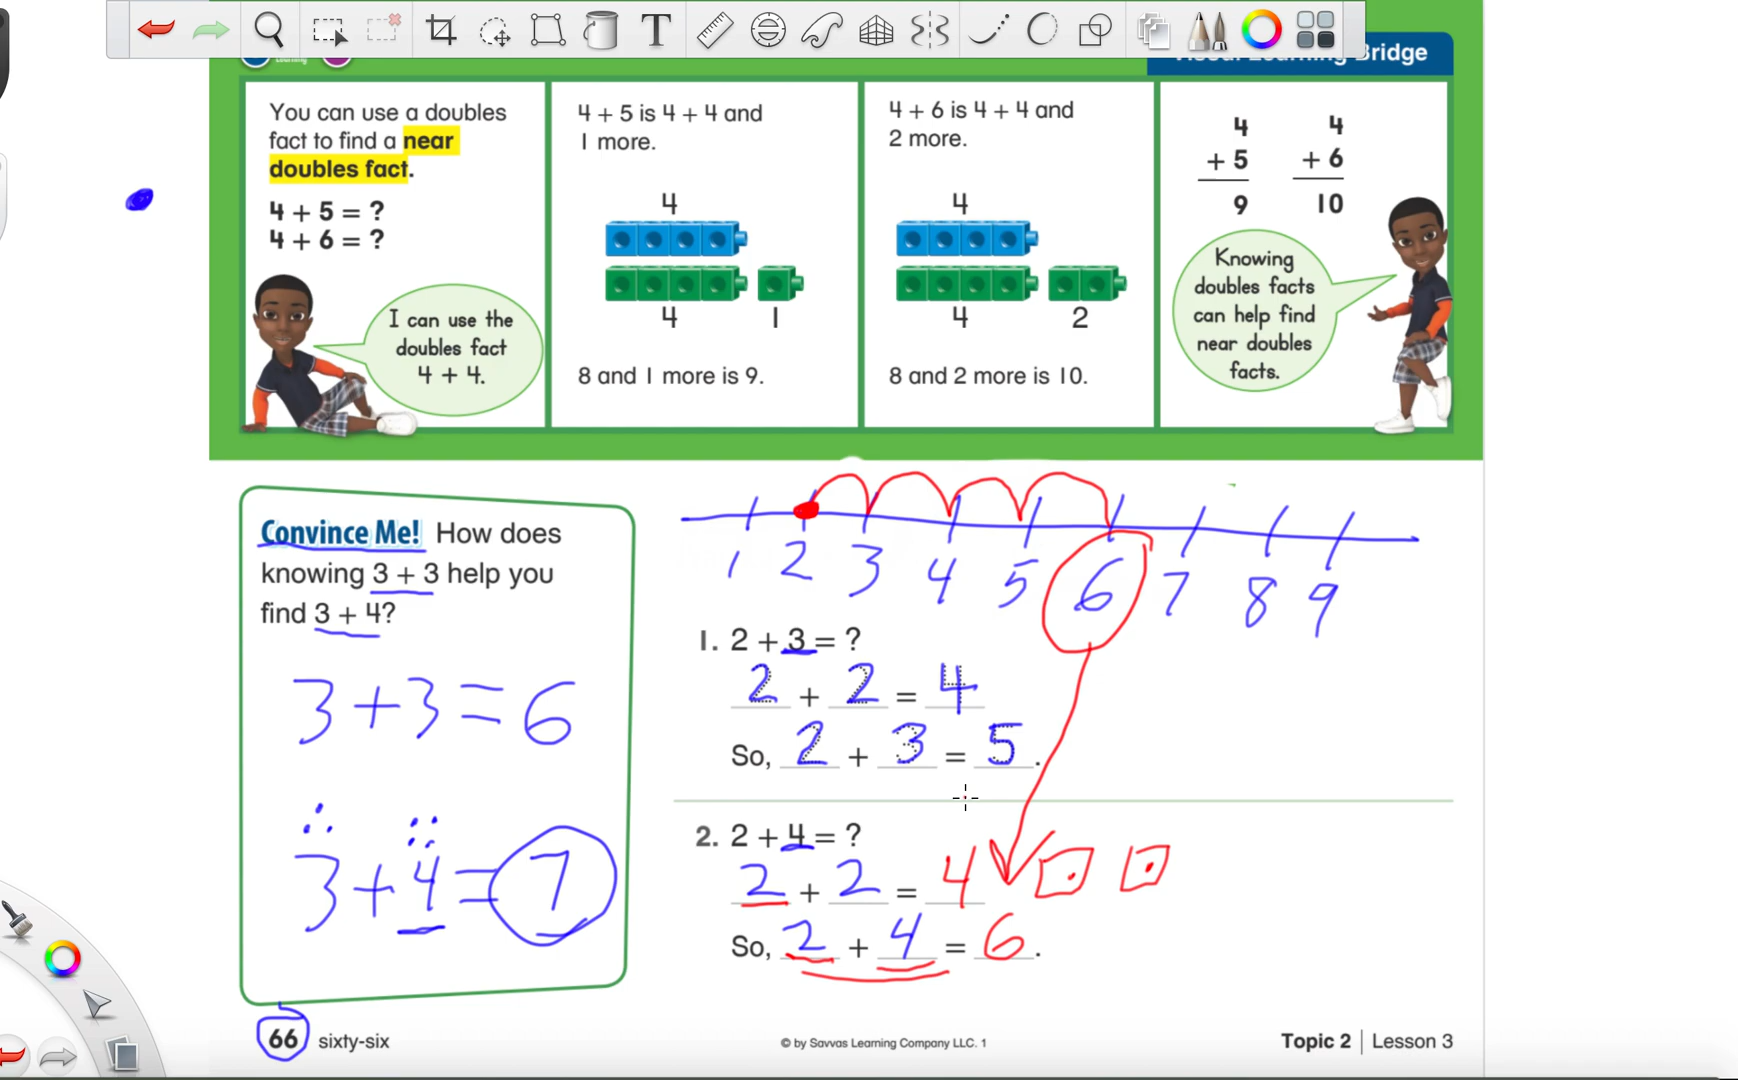 Learning
Visual Learning Bridge
You can use a doubles
fact to find a near
doubles fact.
4 + 5 = ?
4 + 6 = ?
I can use the
doubles fact
4 + 4.
4 + 5 is 4 + 4 and
1 more.
4
4 1
8 and 1 more is 9.
4 + 6 is 4 + 4 and
2 more.
4
4 2
8 and 2 more is 10.
4 4
+ 5 + 6
9 10
Knowing
doubles facts
can help find
near doubles
facts.
Convince Me! How does
knowing 3 + 3 help you
find 3 + 4?
3 + 3 = 6
3 + 4 = 7
1 2 3 4 5 6 7 8 9
1. 2 + 3 = ?
2 + 2 = 4
So, 2 + 3 = 5.
2. 2 + 4 = ?
2 + 2 = 4
So, 2 + 4 = 6.
66 sixty-six
© by Savvas Learning Company LLC. 1
Topic 2 | Lesson 3